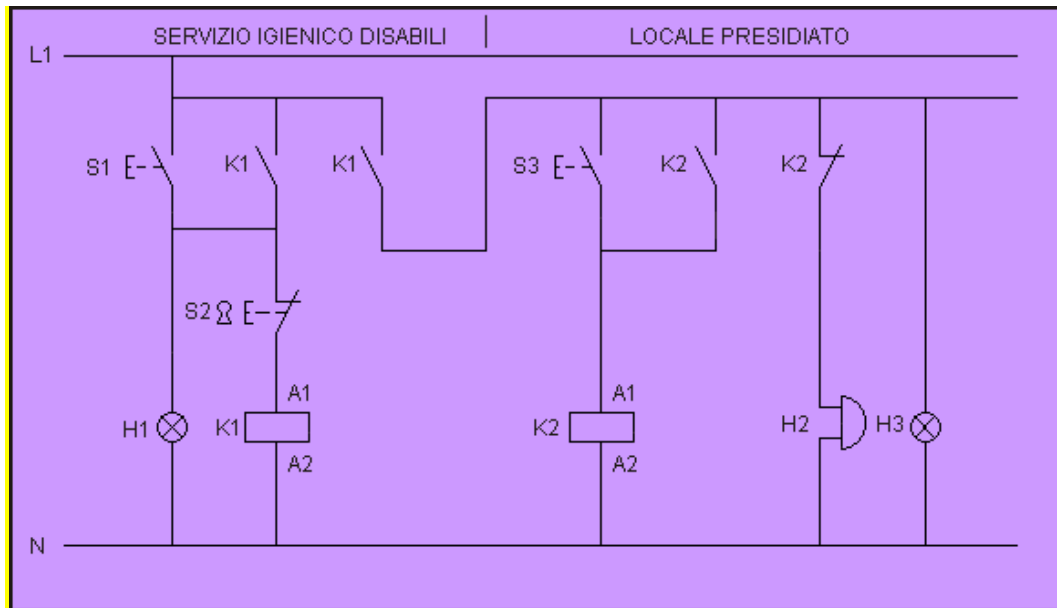 SERVIZIO IGIENICO DISABILI
LOCALE PRESIDIATO
L1
S1
K1
K1
S3
K2
K2
S2
A1
A1
H1
K1
K2
H2
H3
A2
A2
N